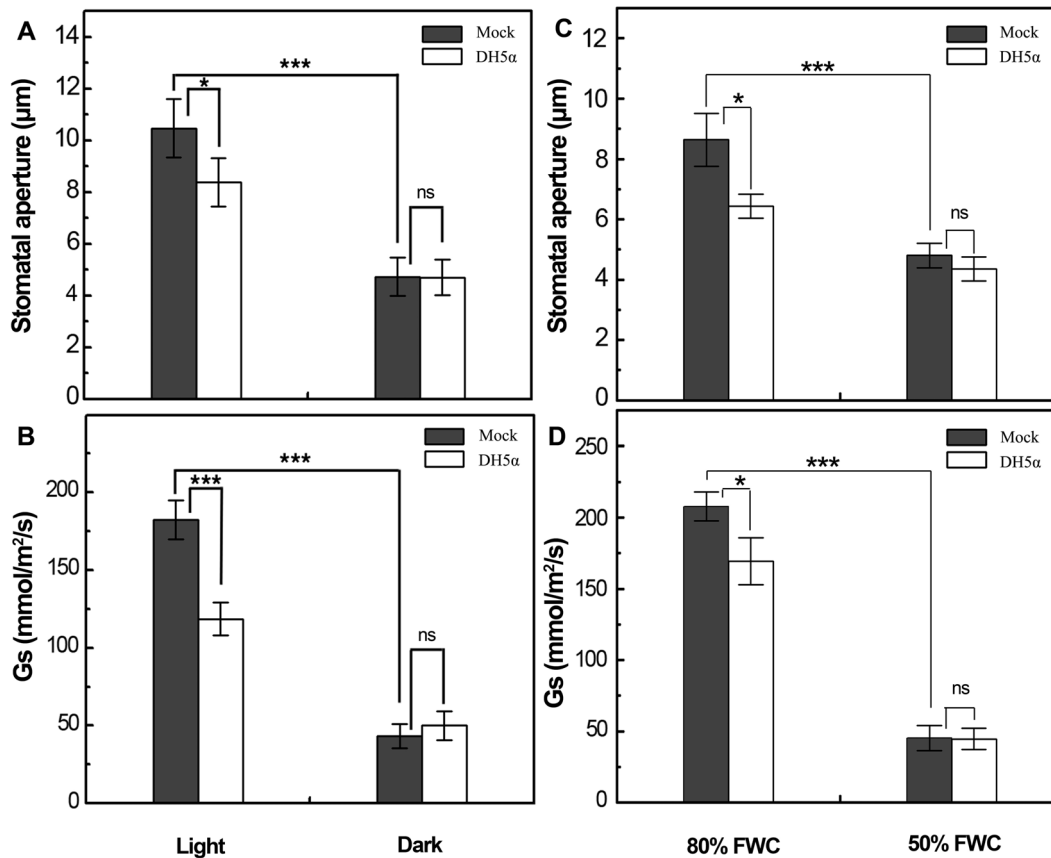 A
Stomatal aperture (μm)
14
12
10
8
6
4
2
0
Mock
DH5α
***
*
ns
C
Stomatal aperture (μm)
12
10
8
6
4
2
0
Mock
DH5α
***
*
ns
B
Gs (mmol/m²/s)
200
150
100
50
0
Mock
DH5α
***
***
ns
Light
Dark
D
Gs (mmol/m²/s)
250
200
150
100
50
0
Mock
DH5α
***
*
ns
80% FWC
50% FWC